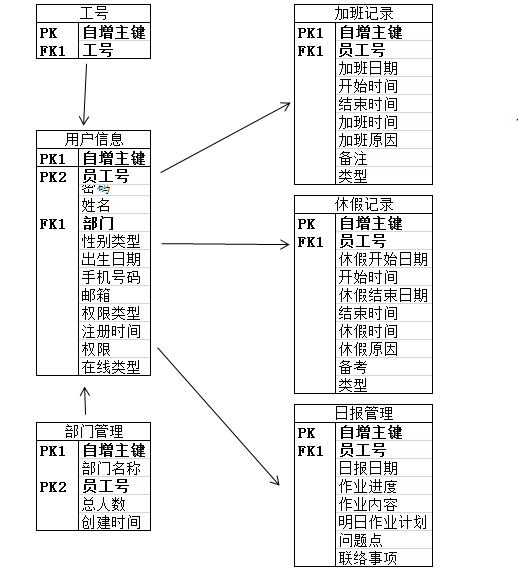 工号
PK 自增主键
FK1 工号
用户信息
PK1 自增主键
PK2 员工号
密码
姓名
FK1 部门
性别类型
出生日期
手机号码
邮箱
权限类型
注册时间
权限
在线类型
部门管理
PK1 自增主键
部门名称
PK2 员工号
总人数
创建时间
加班记录
PK1 自增主键
FK1 员工号
加班日期
开始时间
结束时间
加班时间
加班原因
备注
类型
休假记录
PK 自增主键
FK1 员工号
休假开始日期
开始时间
休假结束日期
结束时间
休假时间
休假原因
备考
类型
日报管理
PK 自增主键
FK1 员工号
日报日期
作业进度
作业内容
明日作业计划
问题点
联络事项